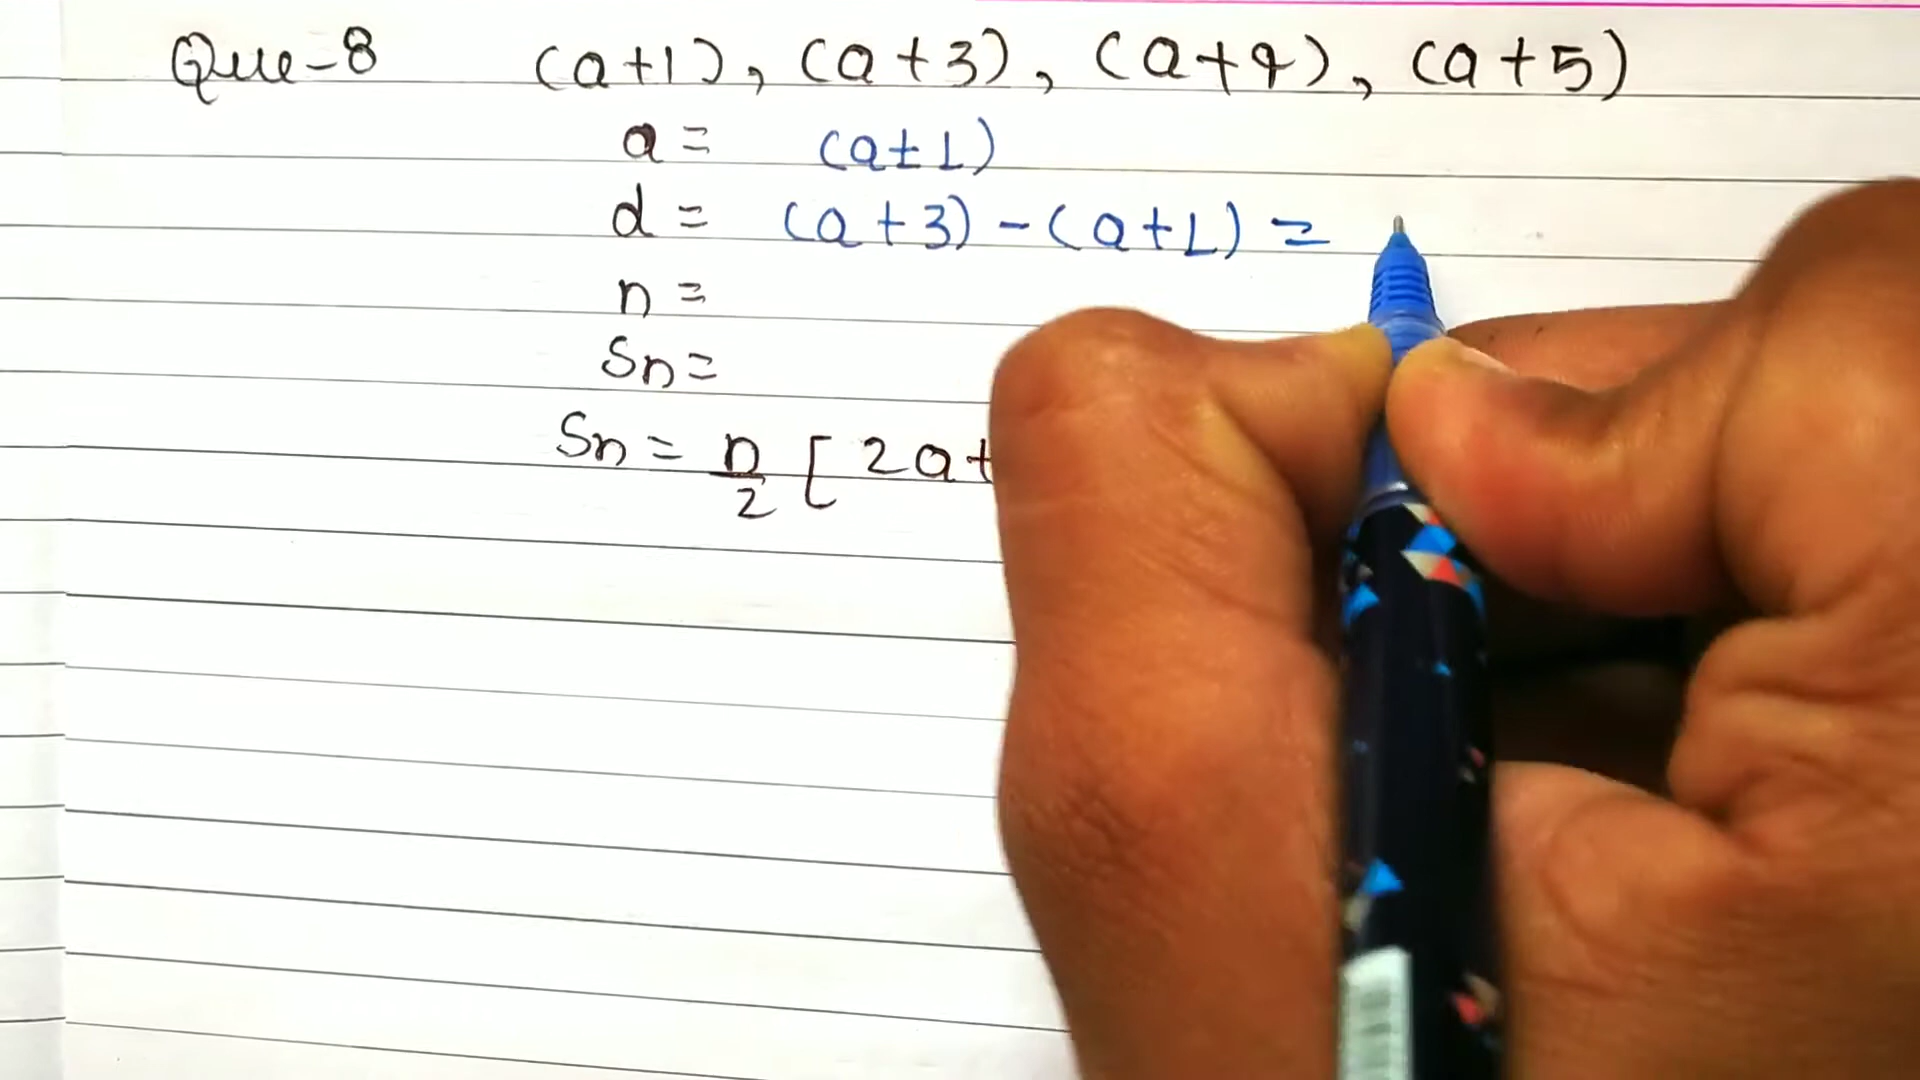 Que-8 (a+1), (a+3), (a+4), (a+5)
a = (a+1)
d = (a+3)-(a+1) =
n =
Sn=
Sn = n/2 [ 2a+